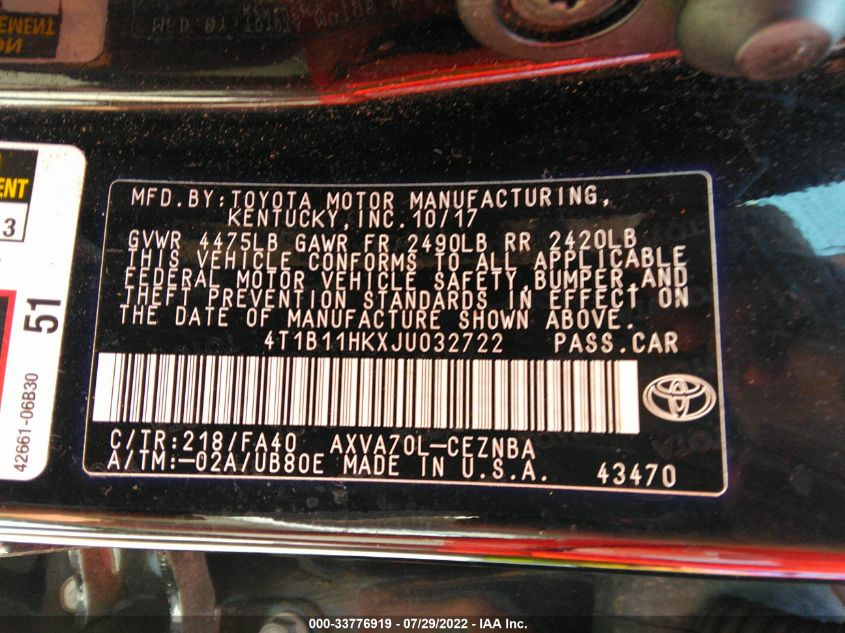 MENT
13
51
42661-06B30
MFD.BY:TOYOTA MOTOR MANUFACTURING,
KENTUCKY,INC.10/17
GVWR 4475LB GAWR FR 2490LB RR 2420LB
THIS VEHICLE CONFORMS TO ALL APPLICABLE
FEDERAL MOTOR VEHICLE SAFETY,BUMPER,AND
THEFT PREVENTION STANDARDS IN EFFECT ON
THE DATE OF MANUFACTURE SHOWN ABOVE.
4T1B11HKXJU032722 PASS.CAR
C/TR:218/FA40 AXVA70L-CEZNBA
A/TM:-02A/UB80E MADE IN U.S.A. 43470
000-33776919 - 07/29/2022 - IAA Inc.